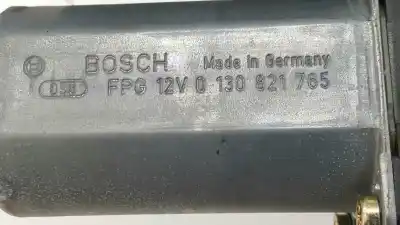 BOSCH Made in Germany
FPG 12V 0 130 821 765